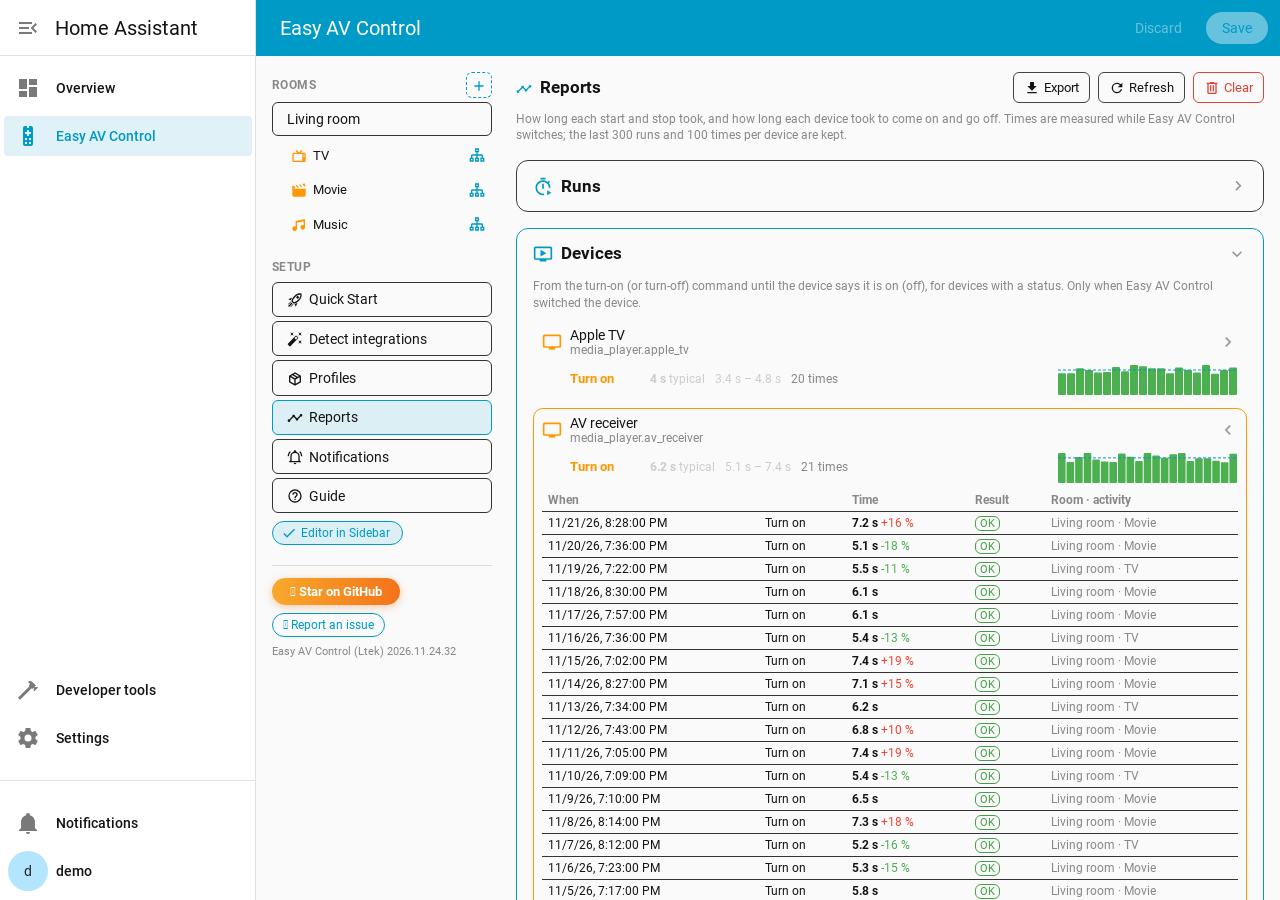 Home Assistant
Easy AV Control
Discard
Save
Overview
Easy AV Control
Developer tools
Settings
Notifications
d
demo
ROOMS
Living room
TV
Movie
Music
SETUP
Quick Start
Detect integrations
Profiles
Reports
Notifications
Guide
Editor in Sidebar
Star on GitHub
Report an issue
Easy AV Control (Ltek) 2026.11.24.32
Reports
Export
Refresh
Clear
How long each start and stop took, and how long each device took to come on and go off. Times are measured while Easy AV Control
switches; the last 300 runs and 100 times per device are kept.
Runs
Devices
From the turn-on (or turn-off) command until the device says it is on (off), for devices with a status. Only when Easy AV Control
switched the device.
Apple TV
media_player.apple_tv
Turn on 4 s typical 3.4 s – 4.8 s 20 times
AV receiver
media_player.av_receiver
Turn on 6.2 s typical 5.1 s – 7.4 s 21 times
When Time Result Room · activity
11/21/26, 8:28:00 PM Turn on 7.2 s +16 % OK Living room · Movie
11/20/26, 7:36:00 PM Turn on 5.1 s -18 % OK Living room · Movie
11/19/26, 7:22:00 PM Turn on 5.5 s -11 % OK Living room · TV
11/18/26, 8:30:00 PM Turn on 6.1 s OK Living room · Movie
11/17/26, 7:57:00 PM Turn on 6.1 s OK Living room · Movie
11/16/26, 7:36:00 PM Turn on 5.4 s -13 % OK Living room · TV
11/15/26, 7:02:00 PM Turn on 7.4 s +19 % OK Living room · Movie
11/14/26, 8:27:00 PM Turn on 7.1 s +15 % OK Living room · Movie
11/13/26, 7:34:00 PM Turn on 6.2 s OK Living room · TV
11/12/26, 7:43:00 PM Turn on 6.8 s +10 % OK Living room · Movie
11/11/26, 7:05:00 PM Turn on 7.4 s +19 % OK Living room · Movie
11/10/26, 7:09:00 PM Turn on 5.4 s -13 % OK Living room · TV
11/9/26, 7:10:00 PM Turn on 6.5 s OK Living room · Movie
11/8/26, 8:14:00 PM Turn on 7.3 s +18 % OK Living room · Movie
11/7/26, 8:12:00 PM Turn on 5.2 s -16 % OK Living room · TV
11/6/26, 7:23:00 PM Turn on 5.3 s -15 % OK Living room · Movie
11/5/26, 7:17:00 PM Turn on 5.8 s OK Living room · Movie